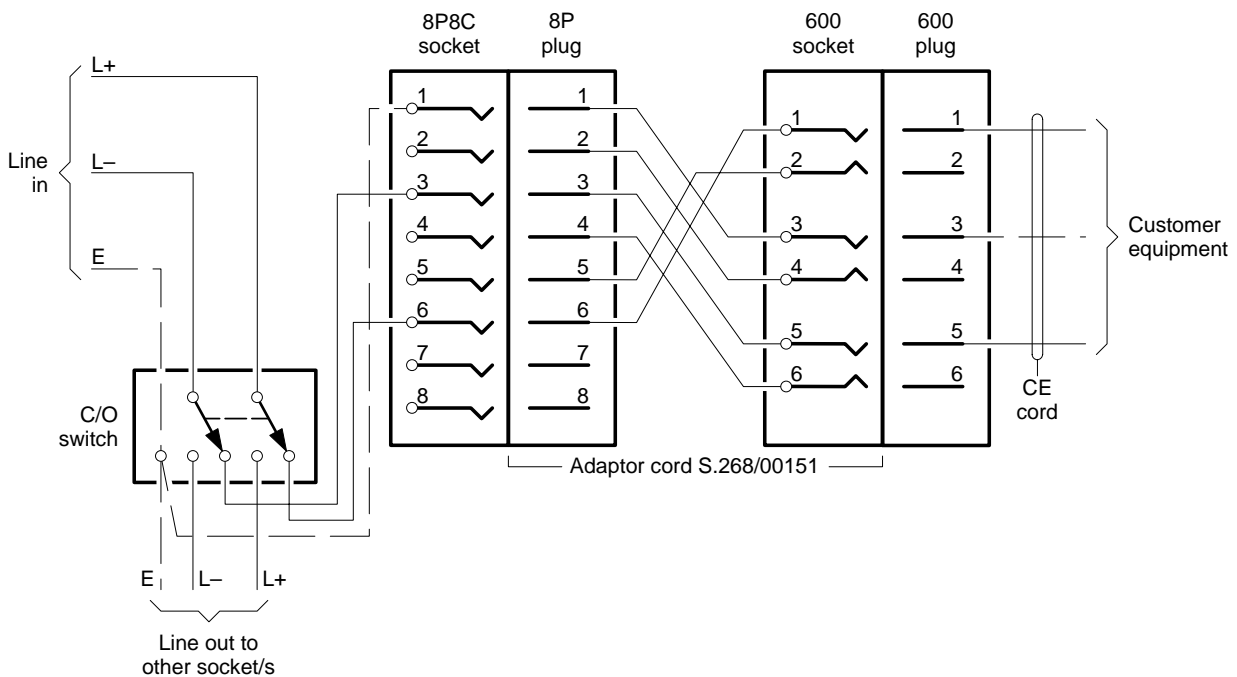 8P8C
socket
8P
plug
600
socket
600
plug
Line
in
L+
L–
E
C/O
switch
1
2
3
4
5
6
7
8
1
2
3
4
5
6
7
8
1
2
3
4
5
6
1
2
3
4
5
6
Customer
equipment
CE
cord
Adaptor cord S.268/00151
E
L–
L+
Line out to
other socket/s